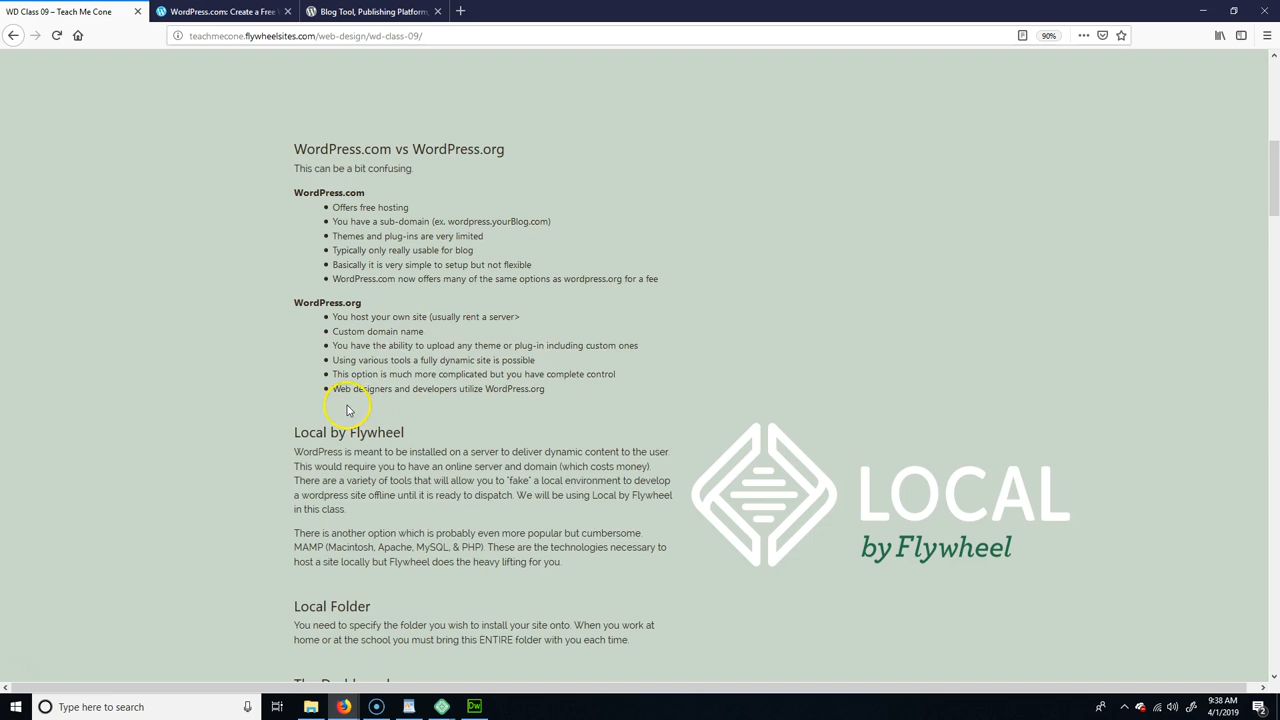 WD Class 09 – Teach Me Cone
WordPress.com: Create a Free
Blog Tool, Publishing Platform,
teachmecone.flywheelsites.com/web-design/wd-class-09/
90%
WordPress.com vs WordPress.org
This can be a bit confusing.
WordPress.com
Offers free hosting
You have a sub-domain (ex. wordpress.yourBlog.com)
Themes and plug-ins are very limited
Typically only really usable for blog
Basically it is very simple to setup but not flexible
WordPress.com now offers many of the same options as wordpress.org for a fee
WordPress.org
You host your own site (usually rent a server>
Custom domain name
You have the ability to upload any theme or plug-in including custom ones
Using various tools a fully dynamic site is possible
This option is much more complicated but you have complete control
Web designers and developers utilize WordPress.org
Local by Flywheel
WordPress is meant to be installed on a server to deliver dynamic content to the user.
This would require you to have an online server and domain (which costs money).
There are a variety of tools that will allow you to "fake" a local environment to develop
a wordpress site offline until it is ready to dispatch. We will be using Local by Flywheel
in this class.
There is another option which is probably even more popular but cumbersome.
MAMP (Macintosh, Apache, MySQL, & PHP). These are the technologies necessary to
host a site locally but Flywheel does the heavy lifting for you.
LOCAL
by Flywheel
Local Folder
You need to specify the folder you wish to install your site onto. When you work at
home or at the school you must bring this ENTIRE folder with you each time.
Type here to search
Dw
9:38 AM
4/1/2019
2